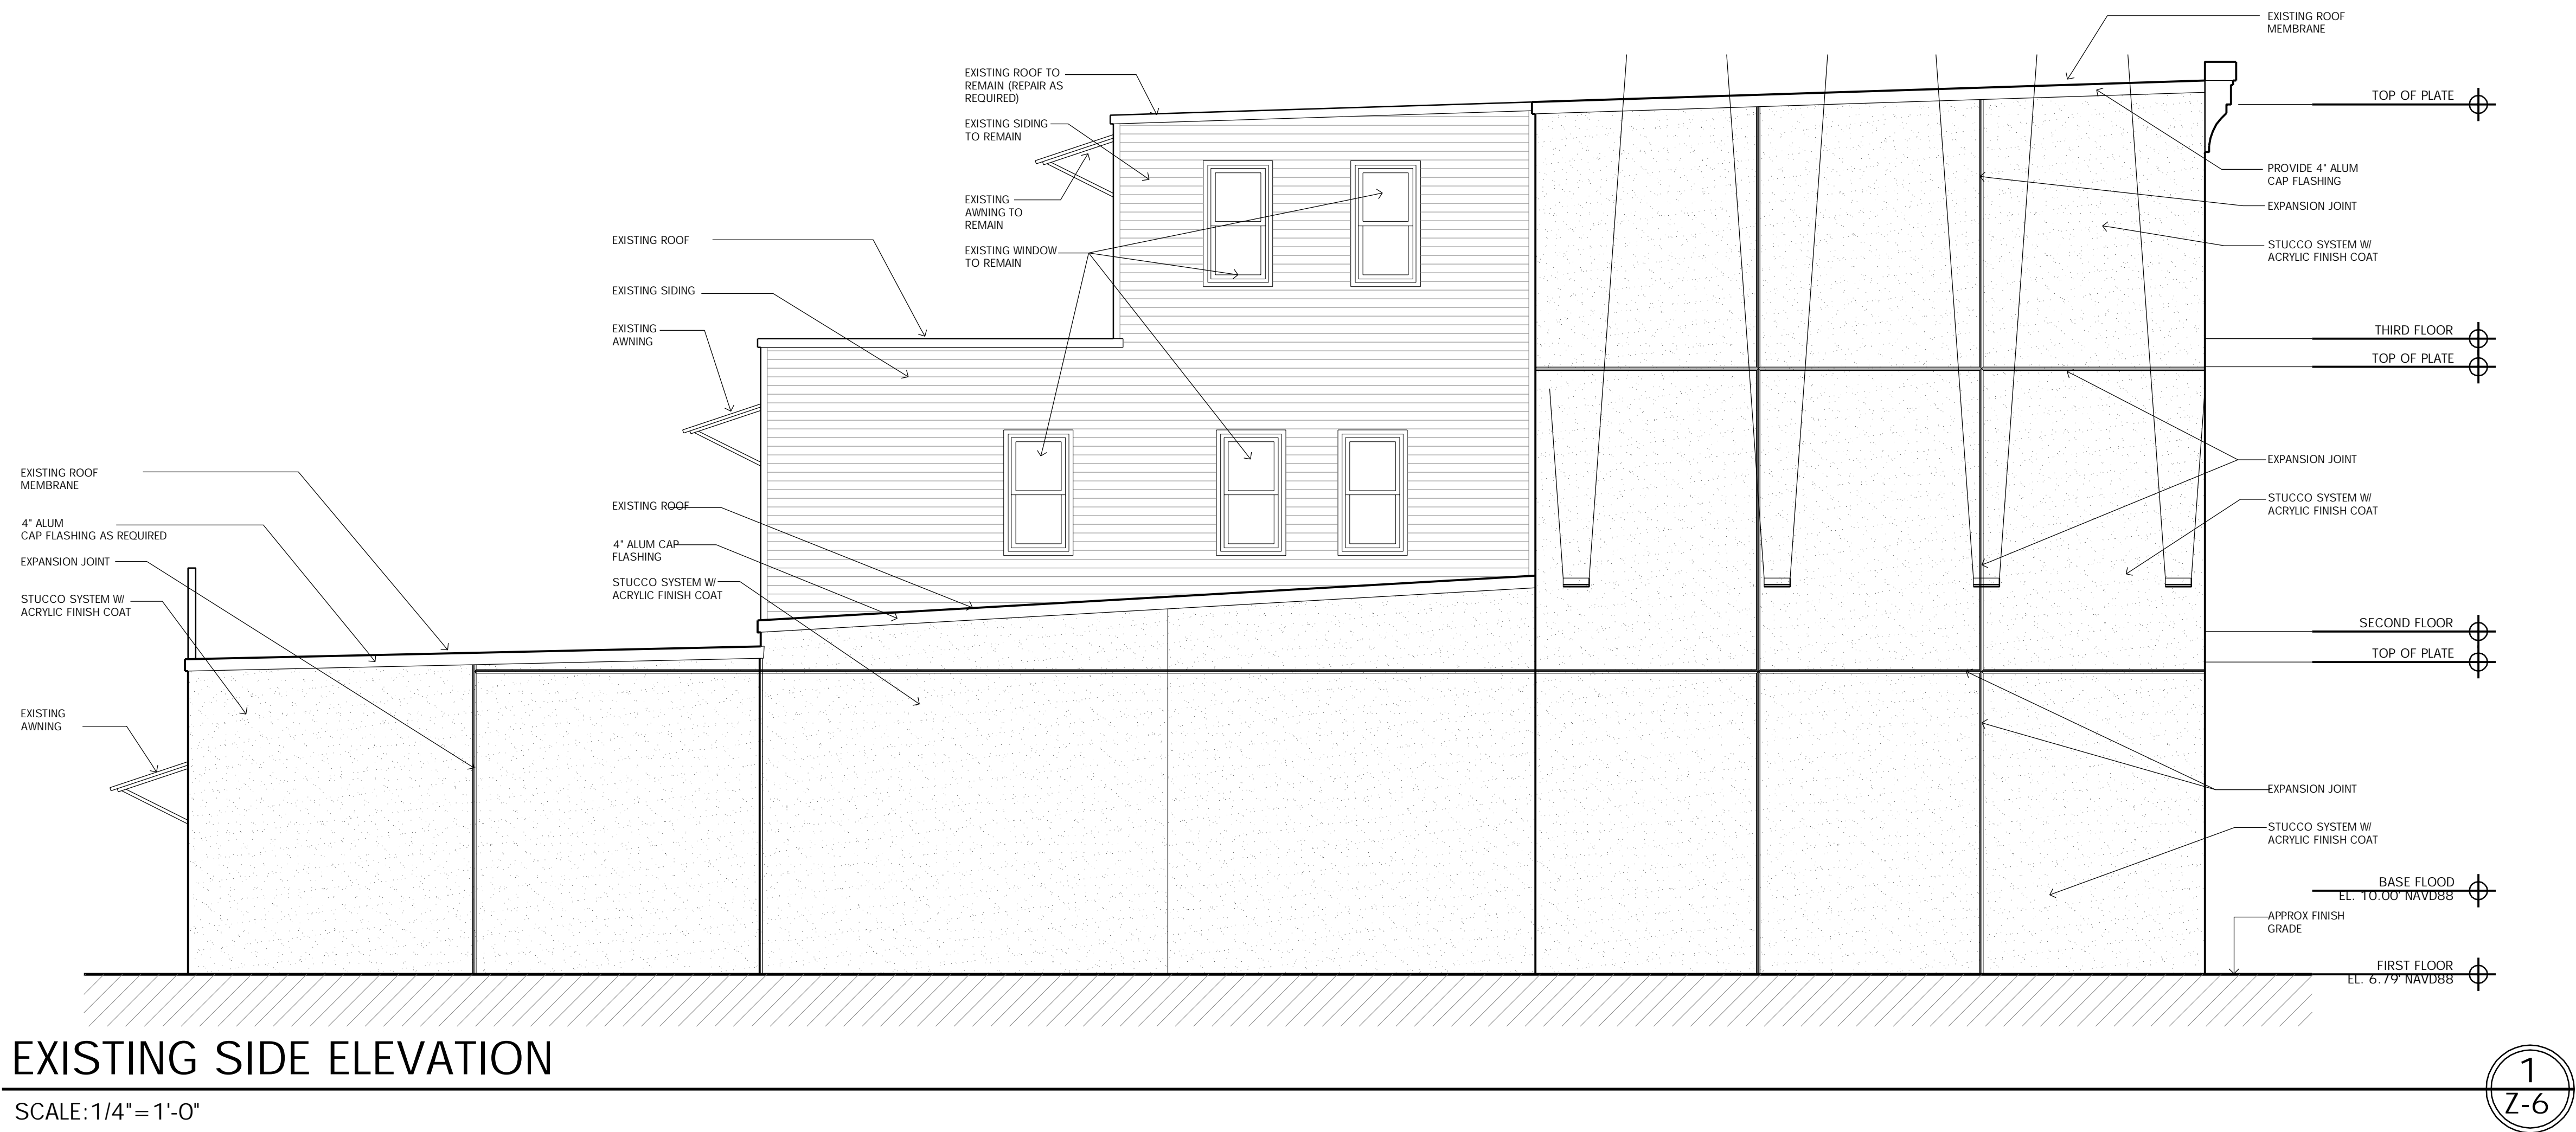 EXISTING ROOF
MEMBRANE
TOP OF PLATE
EXISTING ROOF TO
REMAIN (REPAIR AS
REQUIRED)
EXISTING SIDING
TO REMAIN
EXISTING
AWNING TO
REMAIN
EXISTING WINDOW
TO REMAIN
PROVIDE 4" ALUM
CAP FLASHING
EXPANSION JOINT
STUCCO SYSTEM W/
ACRYLIC FINISH COAT
EXISTING ROOF
EXISTING SIDING
EXISTING
AWNING
THIRD FLOOR
TOP OF PLATE
EXISTING ROOF
MEMBRANE
4" ALUM
CAP FLASHING AS REQUIRED
EXPANSION JOINT
STUCCO SYSTEM W/
ACRYLIC FINISH COAT
EXISTING
AWNING
EXISTING ROOF
4" ALUM CAP
FLASHING
STUCCO SYSTEM W/
ACRYLIC FINISH COAT
EXPANSION JOINT
STUCCO SYSTEM W/
ACRYLIC FINISH COAT
SECOND FLOOR
TOP OF PLATE
EXPANSION JOINT
STUCCO SYSTEM W/
ACRYLIC FINISH COAT
BASE FLOOD
EL. 10.00' NAVD88
APPROX FINISH
GRADE
FIRST FLOOR
EL. 6.79' NAVD88
EXISTING SIDE ELEVATION
SCALE:1/4"=1'-0"
1
Z-6